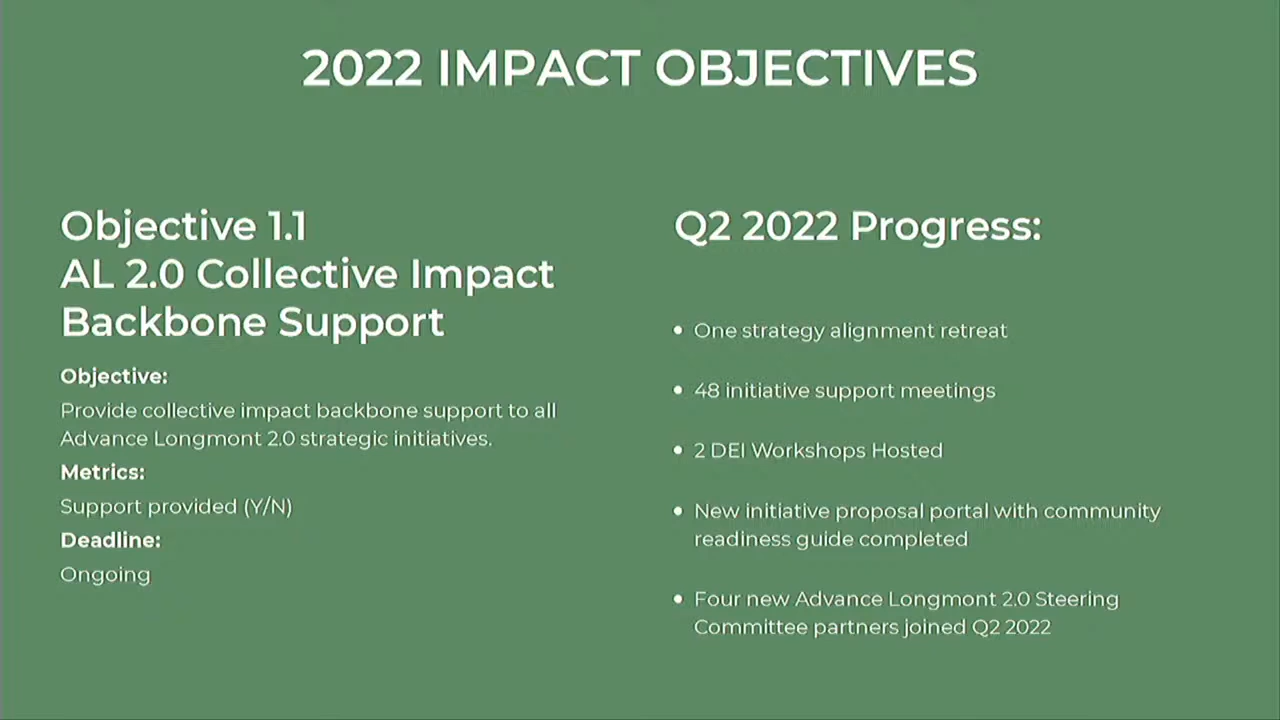 2022 IMPACT OBJECTIVES
Objective 1.1
AL 2.0 Collective Impact
Backbone Support
Objective:
Provide collective impact backbone support to all
Advance Longmont 2.0 strategic initiatives.
Metrics:
Support provided (Y/N)
Deadline:
Ongoing
Q2 2022 Progress:
• One strategy alignment retreat
• 48 initiative support meetings
• 2 DEI Workshops Hosted
• New initiative proposal portal with community
readiness guide completed
• Four new Advance Longmont 2.0 Steering
Committee partners joined Q2 2022